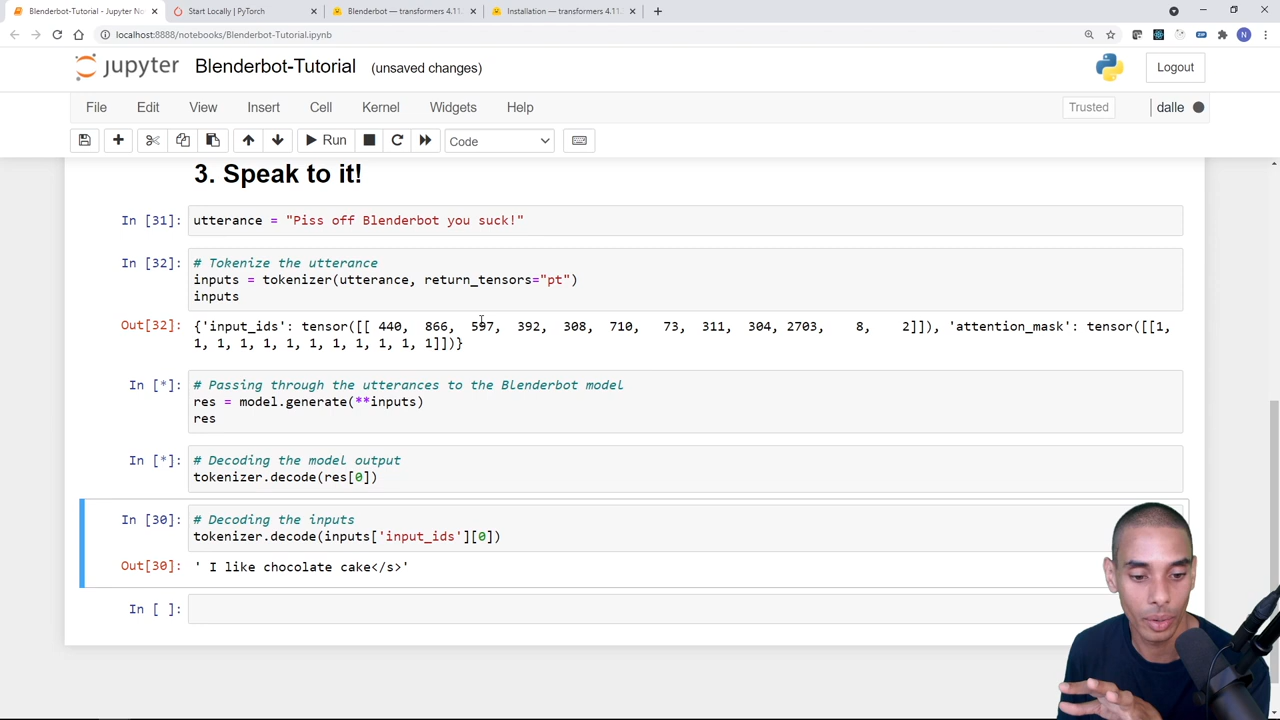 Blenderbot-Tutorial - Jupyter No
Start Locally | PyTorch
Blenderbot — transformers 4.11.
Installation — transformers 4.11.
localhost:8888/notebooks/Blenderbot-Tutorial.ipynb
N
jupyter Blenderbot-Tutorial (unsaved changes)
Logout
File Edit View Insert Cell Kernel Widgets Help
Trusted
dalle
Run
Code
3. Speak to it!
In [31]: utterance = "Piss off Blenderbot you suck!"
In [32]: # Tokenize the utterance
inputs = tokenizer(utterance, return_tensors="pt")
inputs
Out[32]: {'input_ids': tensor([[ 440, 866, 597, 392, 308, 710, 73, 311, 304, 2703, 8, 2]]), 'attention_mask': tensor([[1,
1, 1, 1, 1, 1, 1, 1, 1, 1, 1, 1]])}
In [*]: # Passing through the utterances to the Blenderbot model
res = model.generate(**inputs)
res
In [*]: # Decoding the model output
tokenizer.decode(res[0])
In [30]: # Decoding the inputs
tokenizer.decode(inputs['input_ids'][0])
Out[30]: ' I like chocolate cake</s>'
In [ ]: